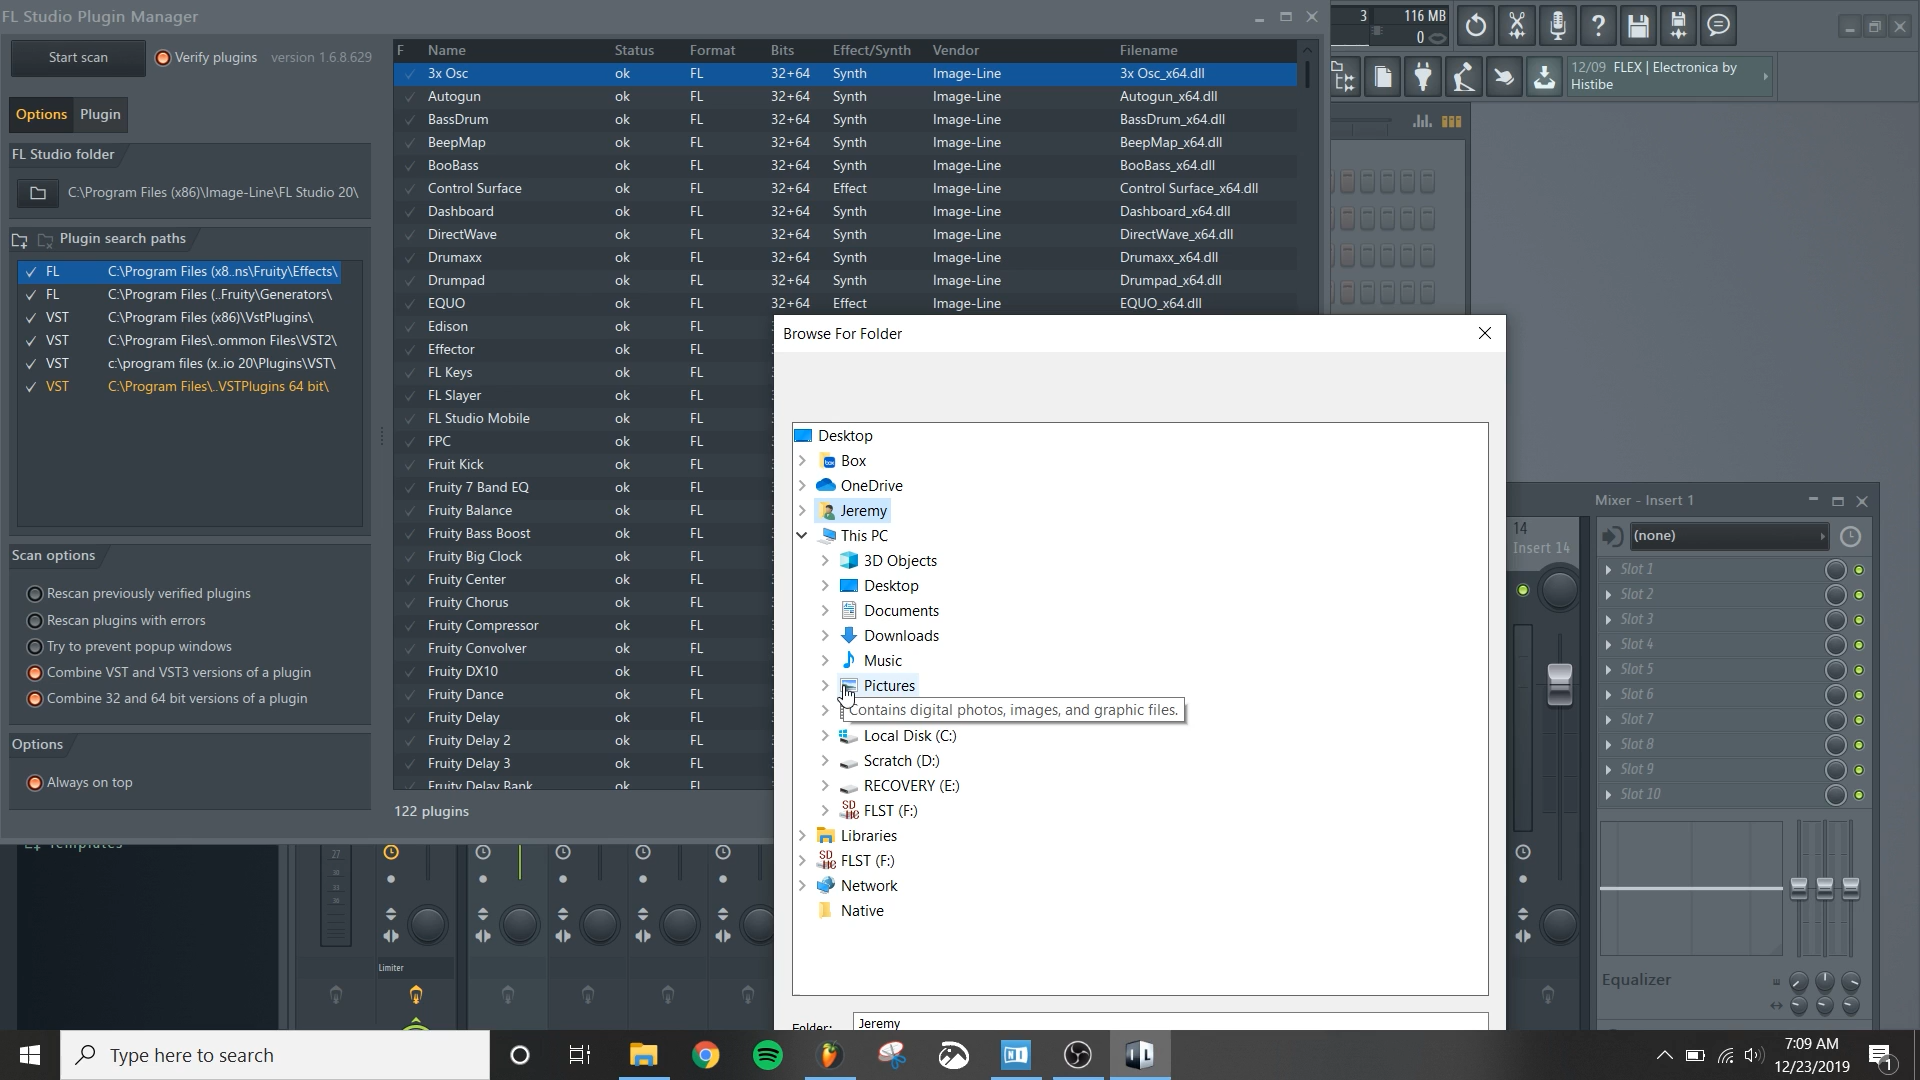 FL Studio Plugin Manager
3 116 MB
0
Start scan Verify plugins version 1.6.8.629
F Name Status Format Bits Effect/Synth Vendor Filename
3x Osc ok FL 32+64 Synth Image-Line 3x Osc_x64.dll
12/09 FLEX | Electronica by
Histibe
Autogun ok FL 32+64 Synth Image-Line Autogun_x64.dll
Options Plugin
BassDrum ok FL 32+64 Synth Image-Line BassDrum_x64.dll
BeepMap ok FL 32+64 Synth Image-Line BeepMap_x64.dll
FL Studio folder
BooBass ok FL 32+64 Synth Image-Line BooBass_x64.dll
C:\Program Files (x86)\Image-Line\FL Studio 20\
Control Surface ok FL 32+64 Effect Image-Line Control Surface_x64.dll
Dashboard ok FL 32+64 Synth Image-Line Dashboard_x64.dll
Plugin search paths
DirectWave ok FL 32+64 Synth Image-Line DirectWave_x64.dll
Drumaxx ok FL 32+64 Synth Image-Line Drumaxx_x64.dll
FL C:\Program Files (x8..ns\Fruity\Effects\
Drumpad ok FL 32+64 Synth Image-Line Drumpad_x64.dll
FL C:\Program Files (..Fruity\Generators\
EQUO ok FL 32+64 Effect Image-Line EQUO_x64.dll
VST C:\Program Files (x86)\VstPlugins\
Edison ok FL
VST C:\Program Files\..ommon Files\VST2\
Effector ok FL
VST c:\program files (x..io 20\Plugins\VST\
FL Keys ok FL
VST C:\Program Files\..VSTPlugins 64 bit\
FL Slayer ok FL
FL Studio Mobile ok FL
FPC ok FL
Fruit Kick ok FL
Fruity 7 Band EQ ok FL
Fruity Balance ok FL
Fruity Bass Boost ok FL
Fruity Big Clock ok FL
Fruity Center ok FL
Fruity Chorus ok FL
Fruity Compressor ok FL
Fruity Convolver ok FL
Fruity DX10 ok FL
Fruity Dance ok FL
Fruity Delay ok FL
Fruity Delay 2 ok FL
Fruity Delay 3 ok FL
Fruity Delay Bank ok FL
122 plugins
Scan options
Rescan previously verified plugins
Rescan plugins with errors
Try to prevent popup windows
Combine VST and VST3 versions of a plugin
Combine 32 and 64 bit versions of a plugin
Options
Always on top
Templates
Browse For Folder
Desktop
Box
OneDrive
Jeremy
This PC
3D Objects
Desktop
Documents
Downloads
Music
Pictures
Contains digital photos, images, and graphic files.
Local Disk (C:)
Scratch (D:)
RECOVERY (E:)
FLST (F:)
Libraries
FLST (F:)
Network
Native
Folder: Jeremy
Mixer - Insert 1
14
Insert 14
(none)
Slot 1
Slot 2
Slot 3
Slot 4
Slot 5
Slot 6
Slot 7
Slot 8
Slot 9
Slot 10
Equalizer
Limiter
Type here to search
7:09 AM
12/23/2019
1